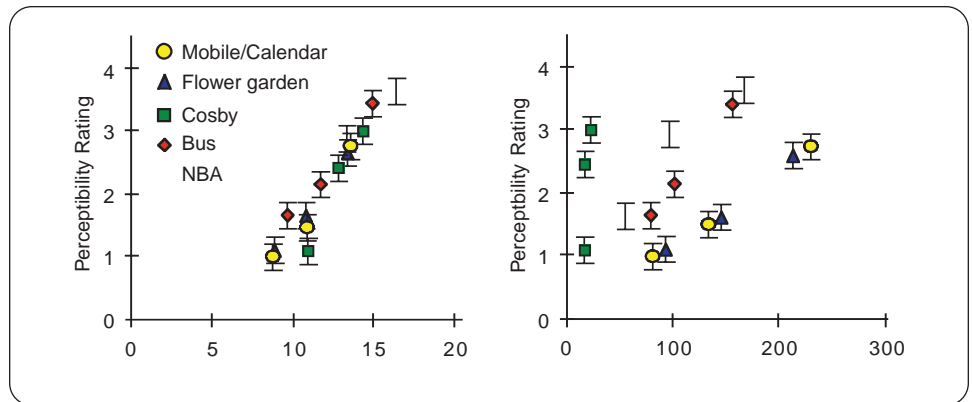 Perceptibility Rating
4
3
2
1
0
0 5 10 15 20
Mobile/Calendar
Flower garden
Cosby
Bus
NBA
Perceptbility Rating
4
3
2
1
0
0 100 200 300